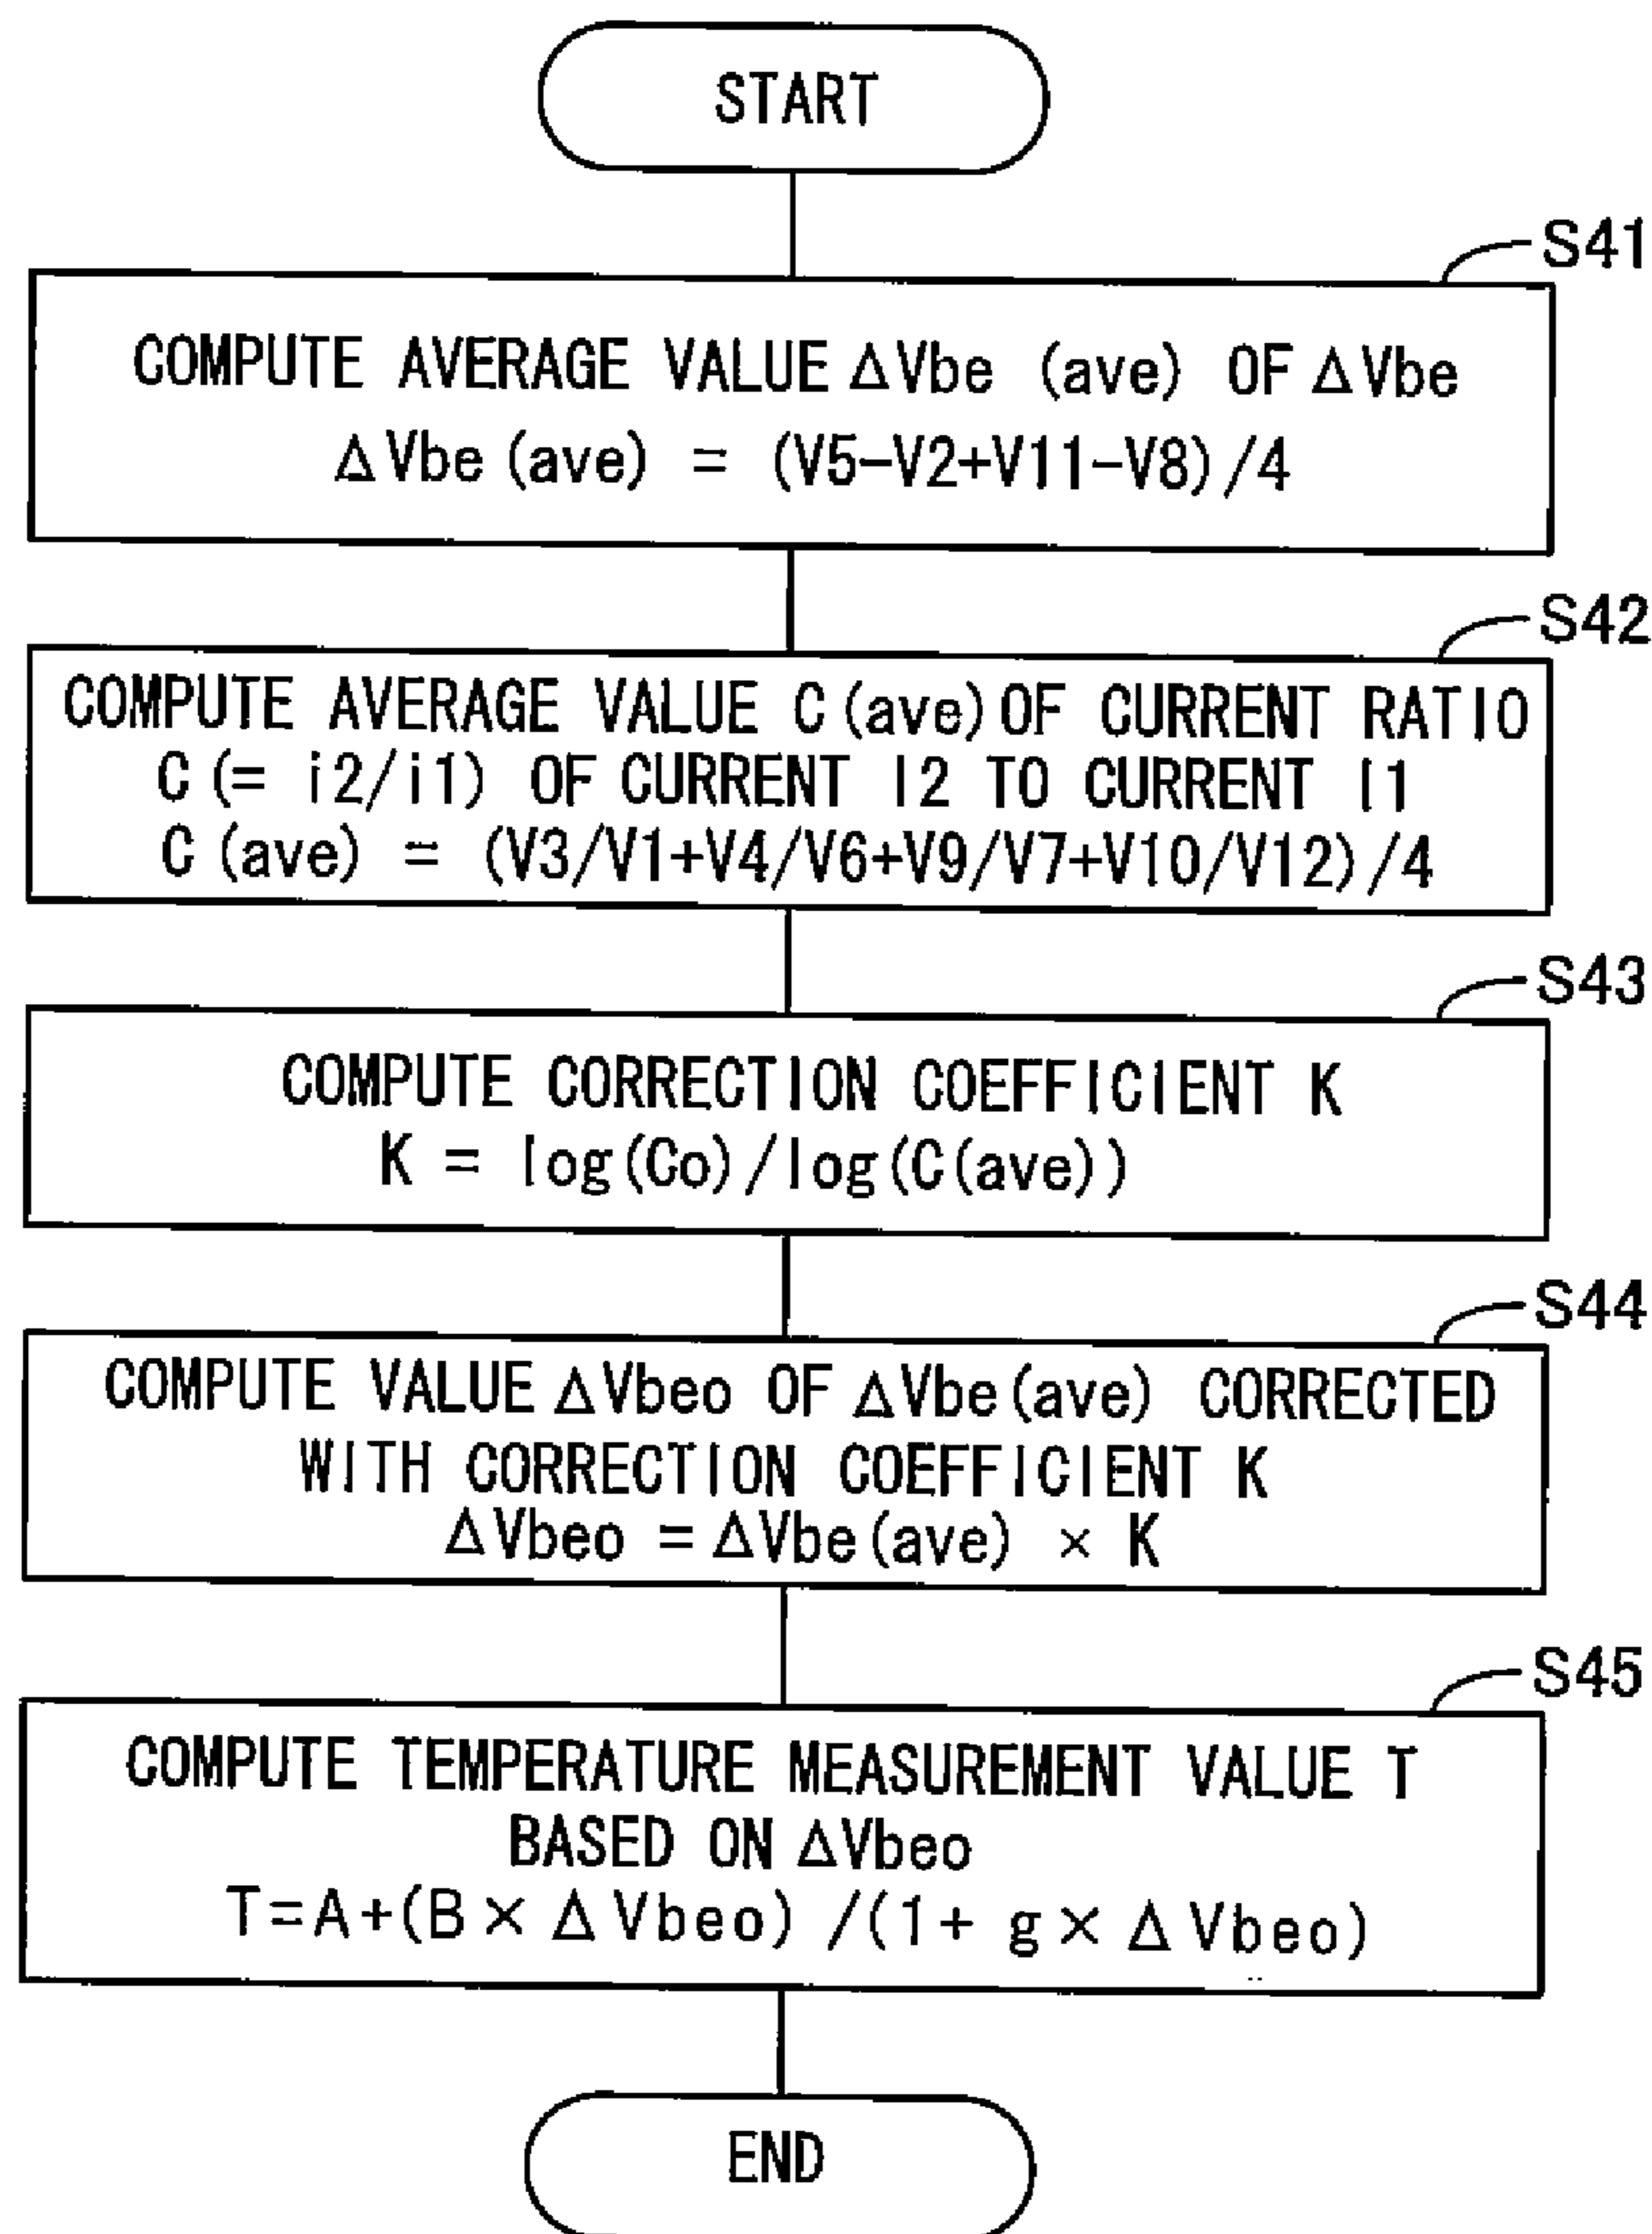 START
S41
COMPUTE AVERAGE VALUE ΔVbe (ave) OF ΔVbe
ΔVbe (ave) = (V5-V2+V11-V8)/4
S42
COMPUTE AVERAGE VALUE C (ave) OF CURRENT RATIO
C (= i2/i1) OF CURRENT I2 TO CURRENT I1
C (ave) = (V3/V1+V4/V6+V9/V7+V10/V12)/4
S43
COMPUTE CORRECTION COEFFICIENT K
K = log(Co)/log(C(ave))
S44
COMPUTE VALUE ΔVbeo OF ΔVbe(ave) CORRECTED
WITH CORRECTION COEFFICIENT K
ΔVbeo = ΔVbe(ave) × K
S45
COMPUTE TEMPERATURE MEASUREMENT VALUE T
BASED ON ΔVbeo
T=A+(B × Δ Vbeo) /(1+ g × Δ Vbeo)
END